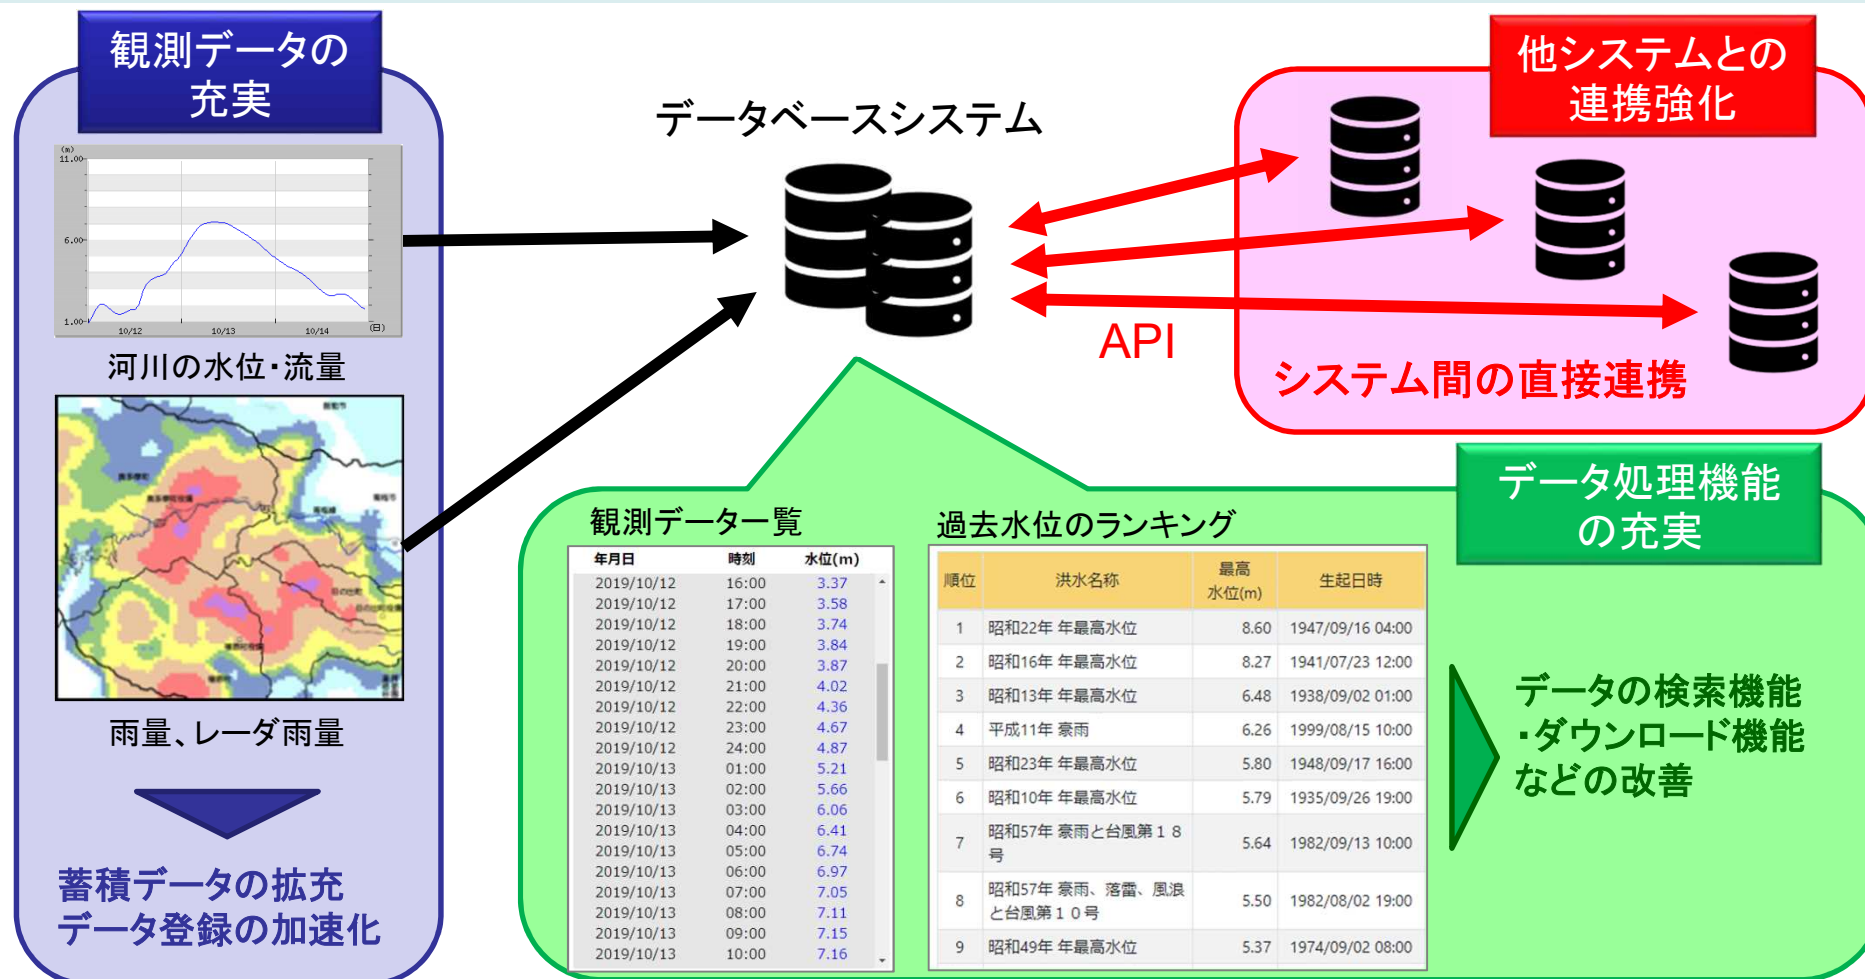 観測データの
充実
(m)
11.00
6.00
1.00
10/12
10/13
10/14
(日)
河川の水位・流量
雨量、レーダ雨量
蓄積データの拡充
データ登録の加速化
データベースシステム
API
他システムとの
連携強化
システム間の直接連携
データ処理機能
の充実
観測データ一覧
年月日 時刻 水位(m)
2019/10/12 16:00 3.37
2019/10/12 17:00 3.58
2019/10/12 18:00 3.74
2019/10/12 19:00 3.84
2019/10/12 20:00 3.87
2019/10/12 21:00 4.02
2019/10/12 22:00 4.36
2019/10/12 23:00 4.67
2019/10/12 24:00 4.87
2019/10/13 01:00 5.21
2019/10/13 02:00 5.66
2019/10/13 03:00 6.06
2019/10/13 04:00 6.41
2019/10/13 05:00 6.74
2019/10/13 06:00 6.97
2019/10/13 07:00 7.05
2019/10/13 08:00 7.11
2019/10/13 09:00 7.15
2019/10/13 10:00 7.16
過去水位のランキング
順位 洪水名称 最高 生起日時
水位(m)
1 昭和22年 年最高水位 8.60 1947/09/16 04:00
2 昭和16年 年最高水位 8.27 1941/07/23 12:00
3 昭和13年 年最高水位 6.48 1938/09/02 01:00
4 平成11年 豪雨 6.26 1999/08/15 10:00
5 昭和23年 年最高水位 5.80 1948/09/17 16:00
6 昭和10年 年最高水位 5.79 1935/09/26 19:00
7 昭和57年 豪雨と台風第１８ 5.64 1982/09/13 10:00
号
8 昭和57年 豪雨、落雷、風浪 5.50 1982/08/02 19:00
と台風第１０号
9 昭和49年 年最高水位 5.37 1974/09/02 08:00
データの検索機能
・ダウンロード機能
などの改善